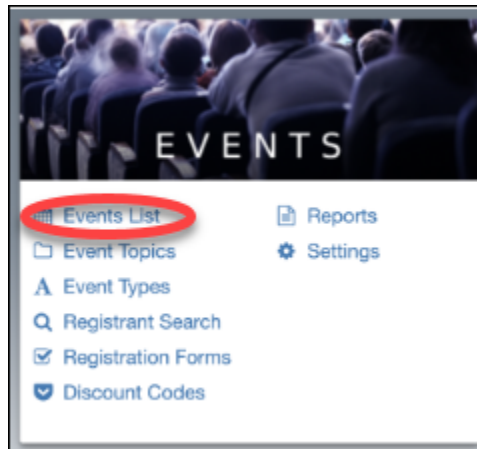 EVENTS
Events List
Event Topics
Event Types
Registrant Search
Registration Forms
Discount Codes
Reports
Settings